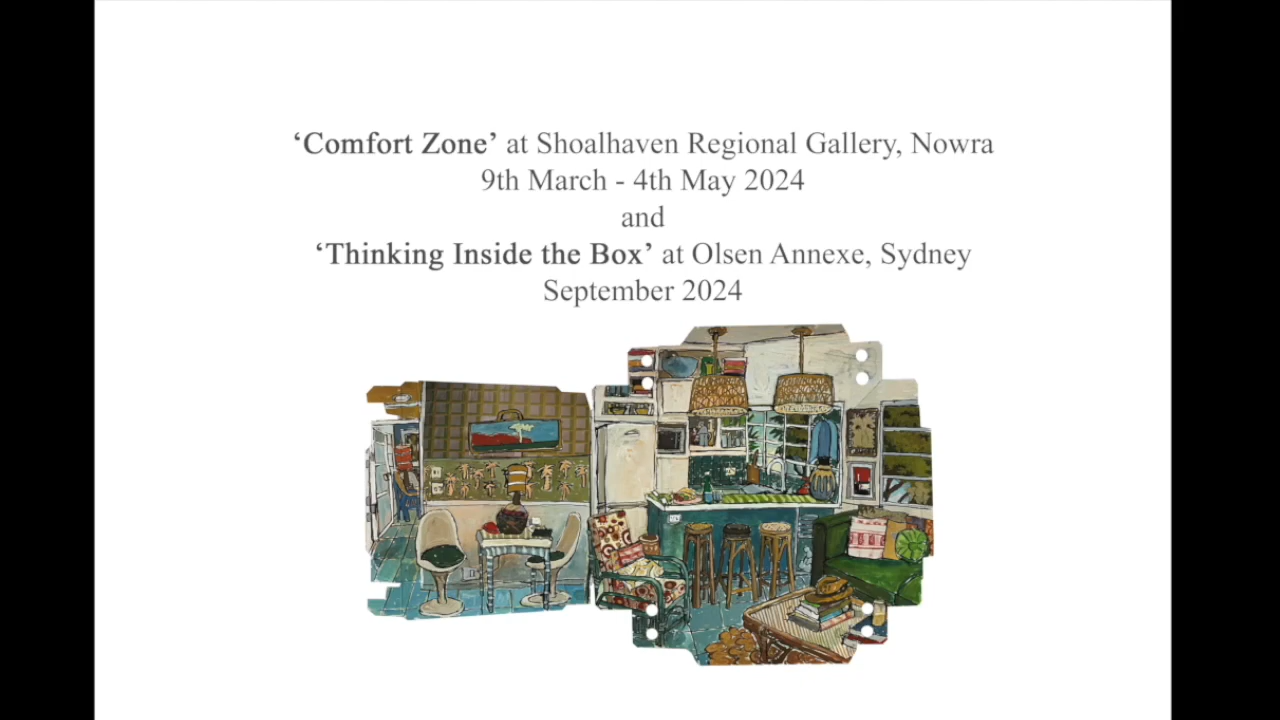 ‘Comfort Zone’ at Shoalhaven Regional Gallery, Nowra
9th March - 4th May 2024
and
‘Thinking Inside the Box’ at Olsen Annexe, Sydney
September 2024